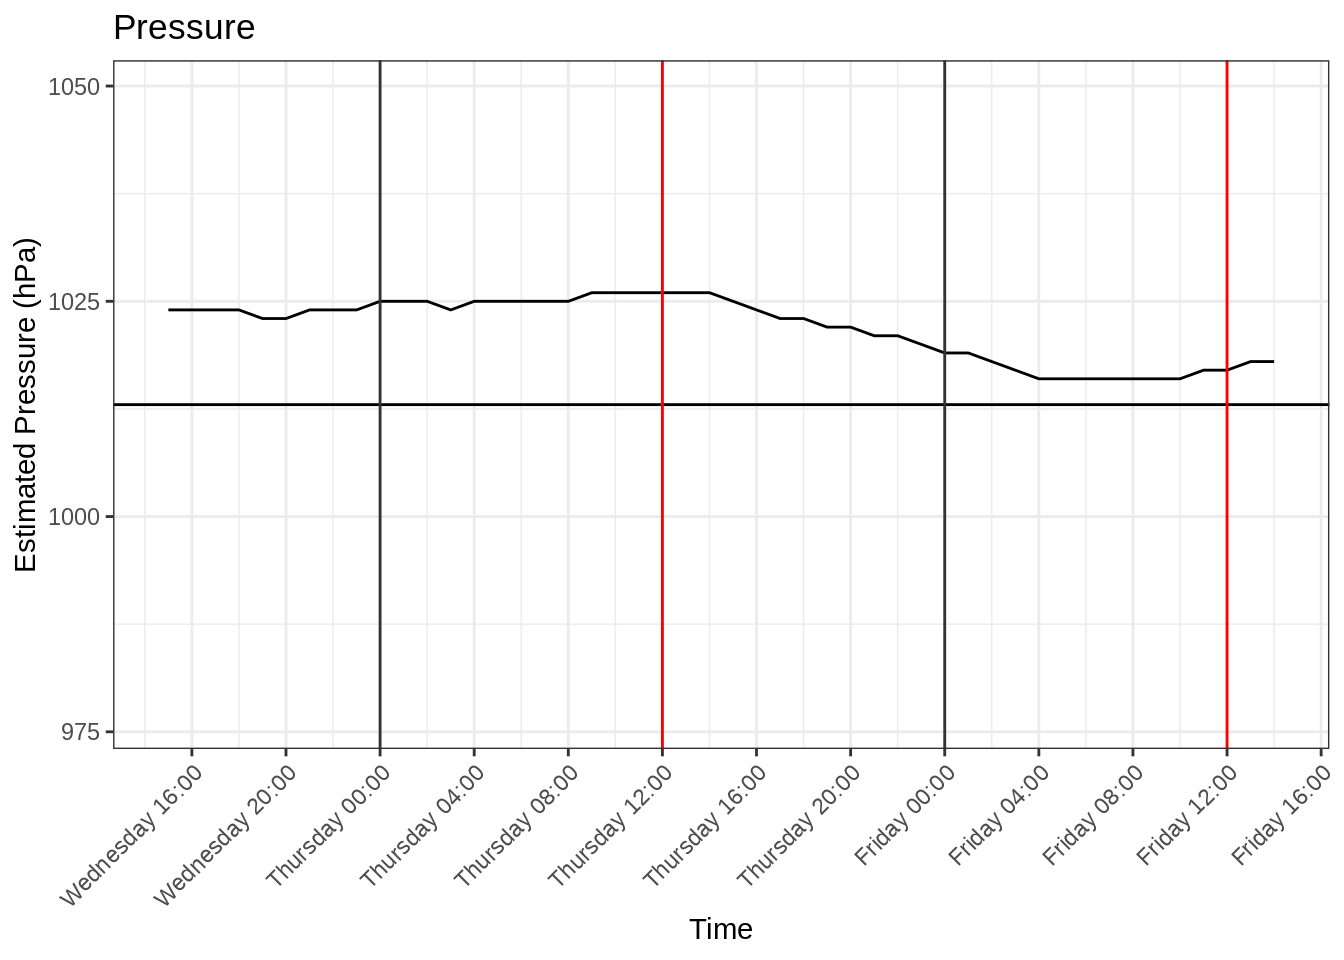 Pressure
Estimated Pressure (hPa)
1050
1025
1000
975
Wednesday 16:00
Wednesday 20:00
Thursday 00:00
Thursday 04:00
Thursday 08:00
Thursday 12:00
Thursday 16:00
Thursday 20:00
Friday 00:00
Friday 04:00
Friday 08:00
Friday 12:00
Friday 16:00
Time